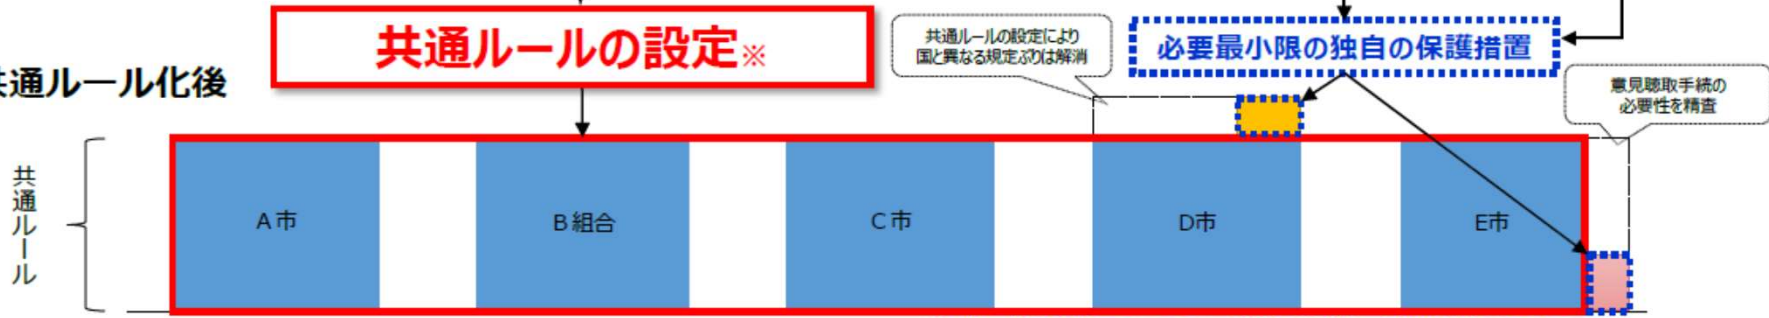 共通ルールの設定※
共通ルールの設定により
国と異なる規定ぶりは解消
必要最小限の独自の保護措置
通ルール化後
意見聴取手続の
必要性を精査
共通ルール
A市
B組合
C市
D市
E市